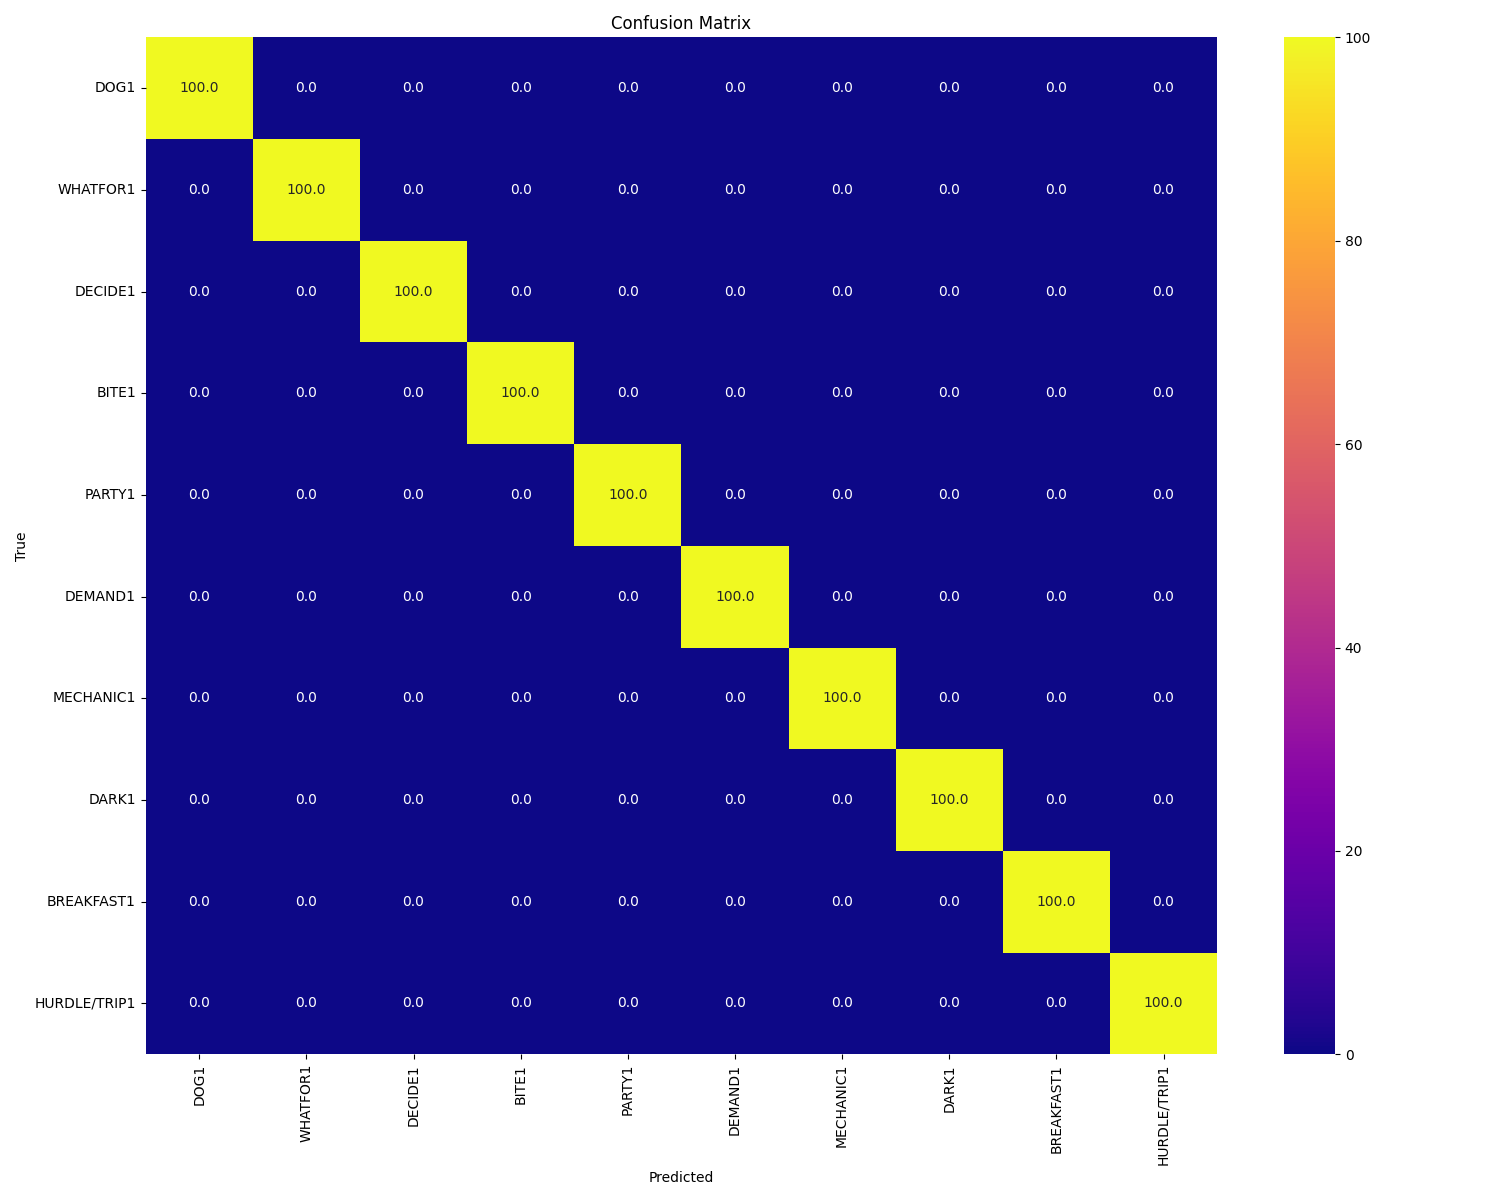 Confusion Matrix
DOG1 100.0 0.0 0.0 0.0 0.0 0.0 0.0 0.0 0.0 0.0
WHATFOR1 0.0 100.0 0.0 0.0 0.0 0.0 0.0 0.0 0.0 0.0
DECIDE1 0.0 0.0 100.0 0.0 0.0 0.0 0.0 0.0 0.0 0.0
BITE1 0.0 0.0 0.0 100.0 0.0 0.0 0.0 0.0 0.0 0.0
PARTY1 0.0 0.0 0.0 0.0 100.0 0.0 0.0 0.0 0.0 0.0
DEMAND1 0.0 0.0 0.0 0.0 0.0 100.0 0.0 0.0 0.0 0.0
MECHANIC1 0.0 0.0 0.0 0.0 0.0 0.0 100.0 0.0 0.0 0.0
DARK1 0.0 0.0 0.0 0.0 0.0 0.0 0.0 100.0 0.0 0.0
BREAKFAST1 0.0 0.0 0.0 0.0 0.0 0.0 0.0 0.0 100.0 0.0
HURDLE/TRIP1 0.0 0.0 0.0 0.0 0.0 0.0 0.0 0.0 0.0 100.0
True
DOG1 WHATFOR1 DECIDE1 BITE1 PARTY1 DEMAND1 MECHANIC1 DARK1 BREAKFAST1 HURDLE/TRIP1
Predicted
100
80
60
40
20
0